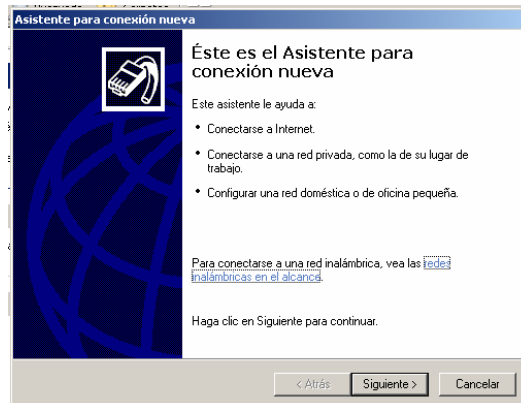 Asistente para conexión nueva
Éste es el Asistente para
conexión nueva
Este asistente le ayuda a:
• Conectarse a Internet.
• Conectarse a una red privada, como la de su lugar de
trabajo.
• Configurar una red doméstica o de oficina pequeña.
Para conectarse a una red inalámbrica, vea las redes
inalámbricas en el alcance.
Haga clic en Siguiente para continuar.
< Atrás Siguiente > Cancelar